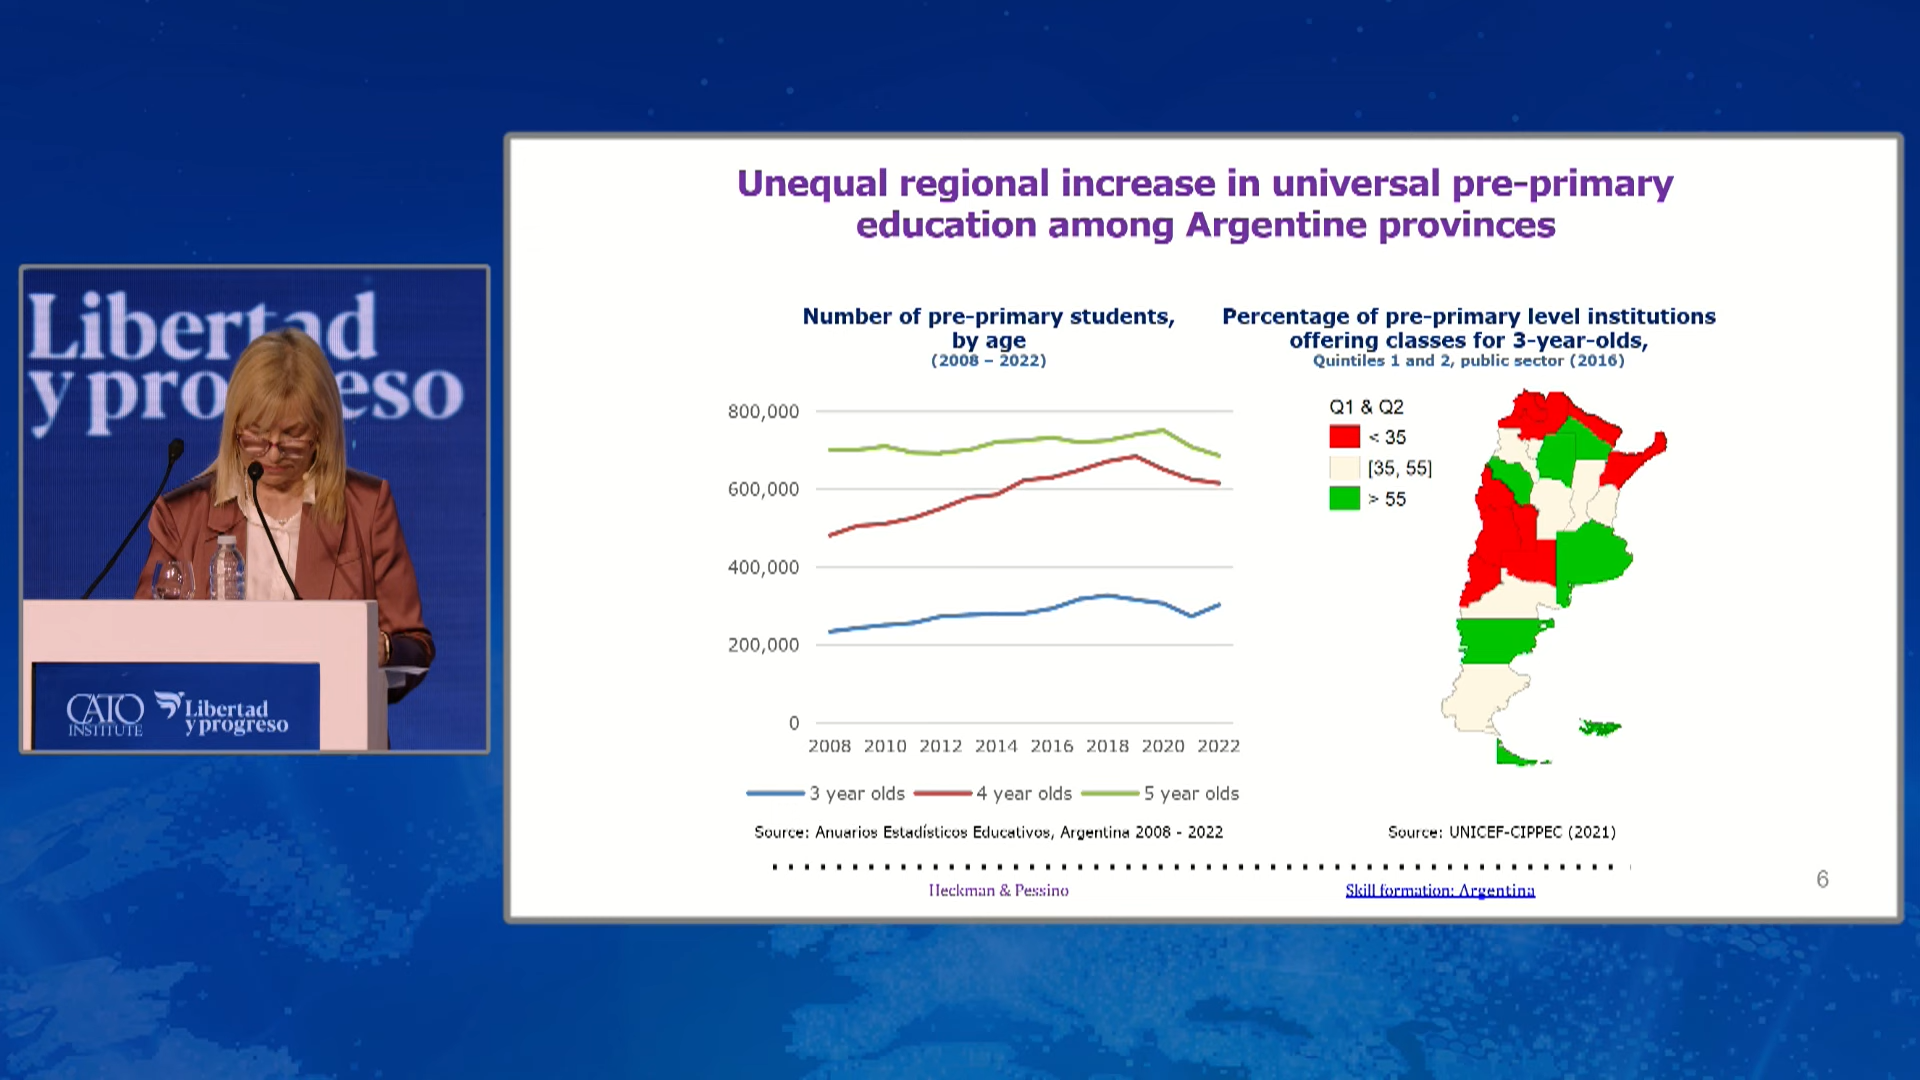 Libertad
y progreso
CATO
INSTITUTE
Libertad
y progreso
Unequal regional increase in universal pre-primary
education among Argentine provinces
Number of pre-primary students,
by age
(2008 – 2022)
800,000
600,000
400,000
200,000
0
2008 2010 2012 2014 2016 2018 2020 2022
3 year olds 4 year olds 5 year olds
Source: Anuarios Estadísticos Educativos, Argentina 2008 - 2022
Percentage of pre-primary level institutions
offering classes for 3-year-olds,
Quintiles 1 and 2, public sector (2016)
Q1 & Q2
< 35
[35, 55]
> 55
Source: UNICEF-CIPPEC (2021)
Heckman & Pessino
Skill formation: Argentina
6